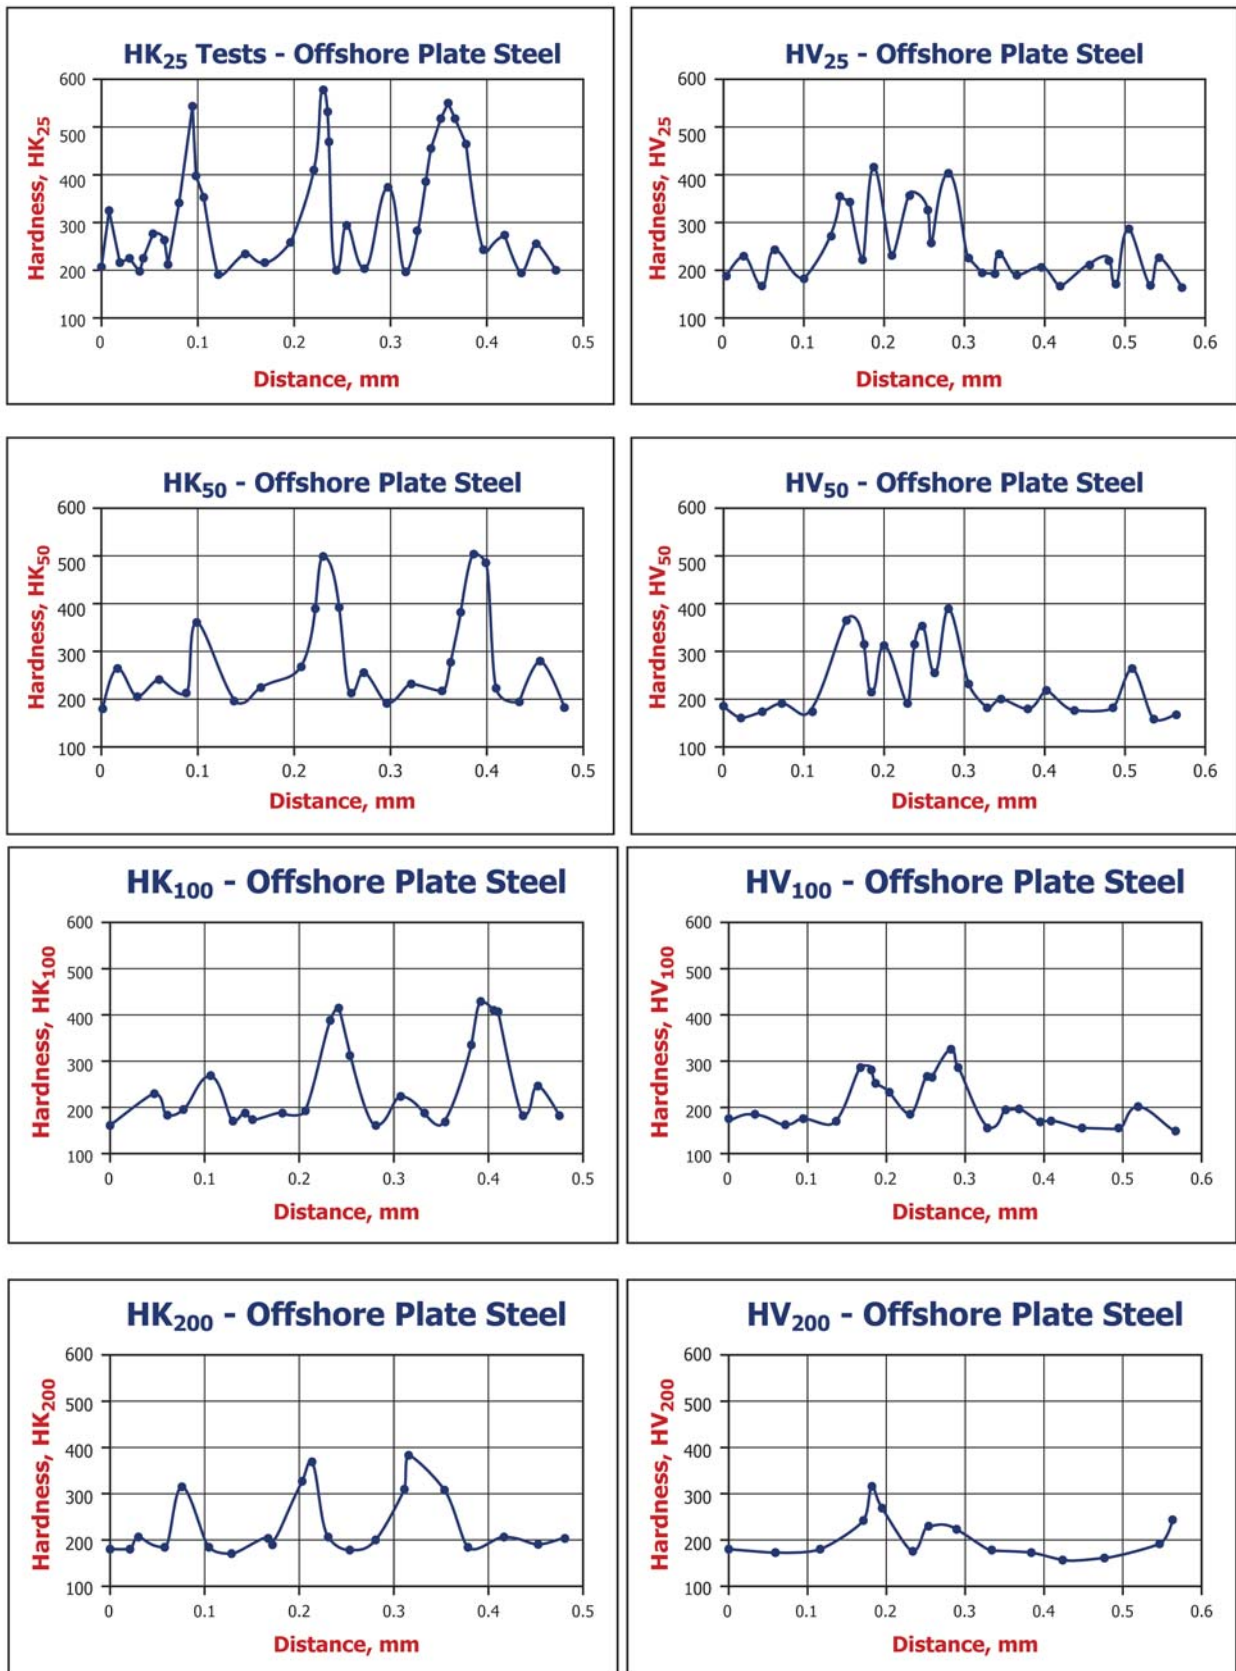 HK25 Tests - Offshore Plate Steel
600
500
400
300
200
100
Hardness, HK25
0 0.1 0.2 0.3 0.4 0.5
Distance, mm
HV25 - Offshore Plate Steel
600
500
400
300
200
100
Hardness, HV25
0 0.1 0.2 0.3 0.4 0.5 0.6
Distance, mm
HK50 - Offshore Plate Steel
600
500
400
300
200
100
Hardness, HK50
0 0.1 0.2 0.3 0.4 0.5
Distance, mm
HV50 - Offshore Plate Steel
600
500
400
300
200
100
Hardness, HV50
0 0.1 0.2 0.3 0.4 0.5 0.6
Distance, mm
HK100 - Offshore Plate Steel
600
500
400
300
200
100
Hardness, HK100
0 0.1 0.2 0.3 0.4 0.5
Distance, mm
HV100 - Offshore Plate Steel
600
500
400
300
200
100
Hardness, HV100
0 0.1 0.2 0.3 0.4 0.5 0.6
Distance, mm
HK200 - Offshore Plate Steel
600
500
400
300
200
100
Hardness, HK200
0 0.1 0.2 0.3 0.4 0.5
Distance, mm
HV200 - Offshore Plate Steel
600
500
400
300
200
100
Hardness, HV200
0 0.1 0.2 0.3 0.4 0.5 0.6
Distance, mm